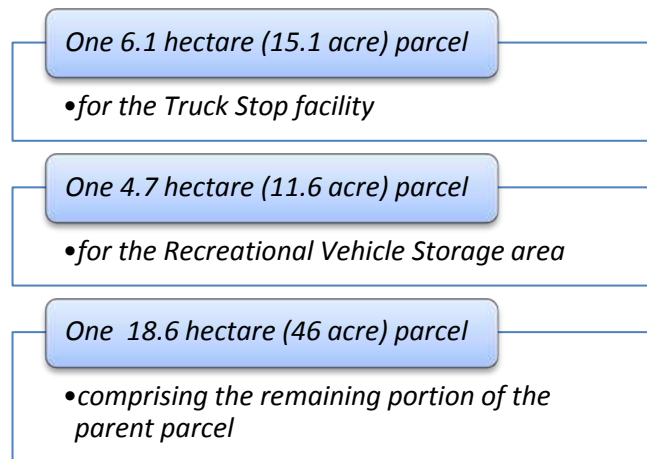 One 6.1 hectare (15.1 acre) parcel
•for the Truck Stop facility
One 4.7 hectare (11.6 acre) parcel
•for the Recreational Vehicle Storage area
One 18.6 hectare (46 acre) parcel
•comprising the remaining portion of the
parent parcel